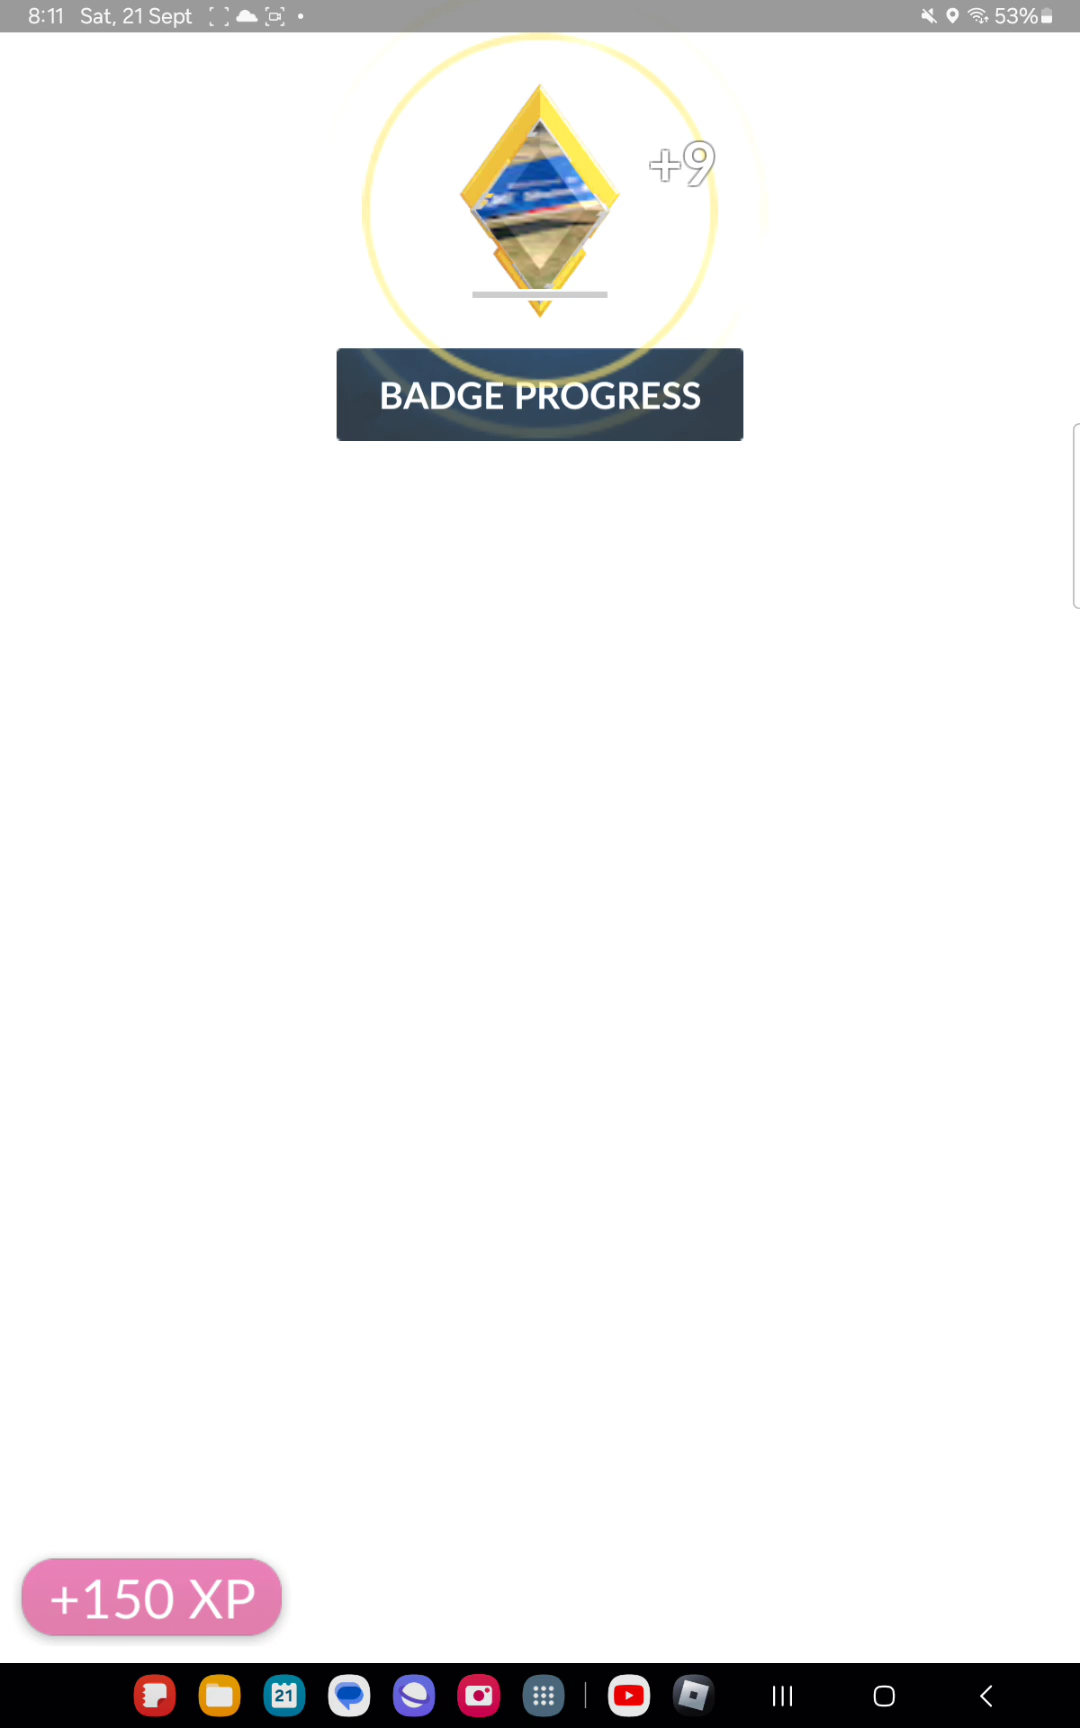 8:11 Sat, 21 Sept 53%
+9
BADGE PROGRESS
+150 XP
21